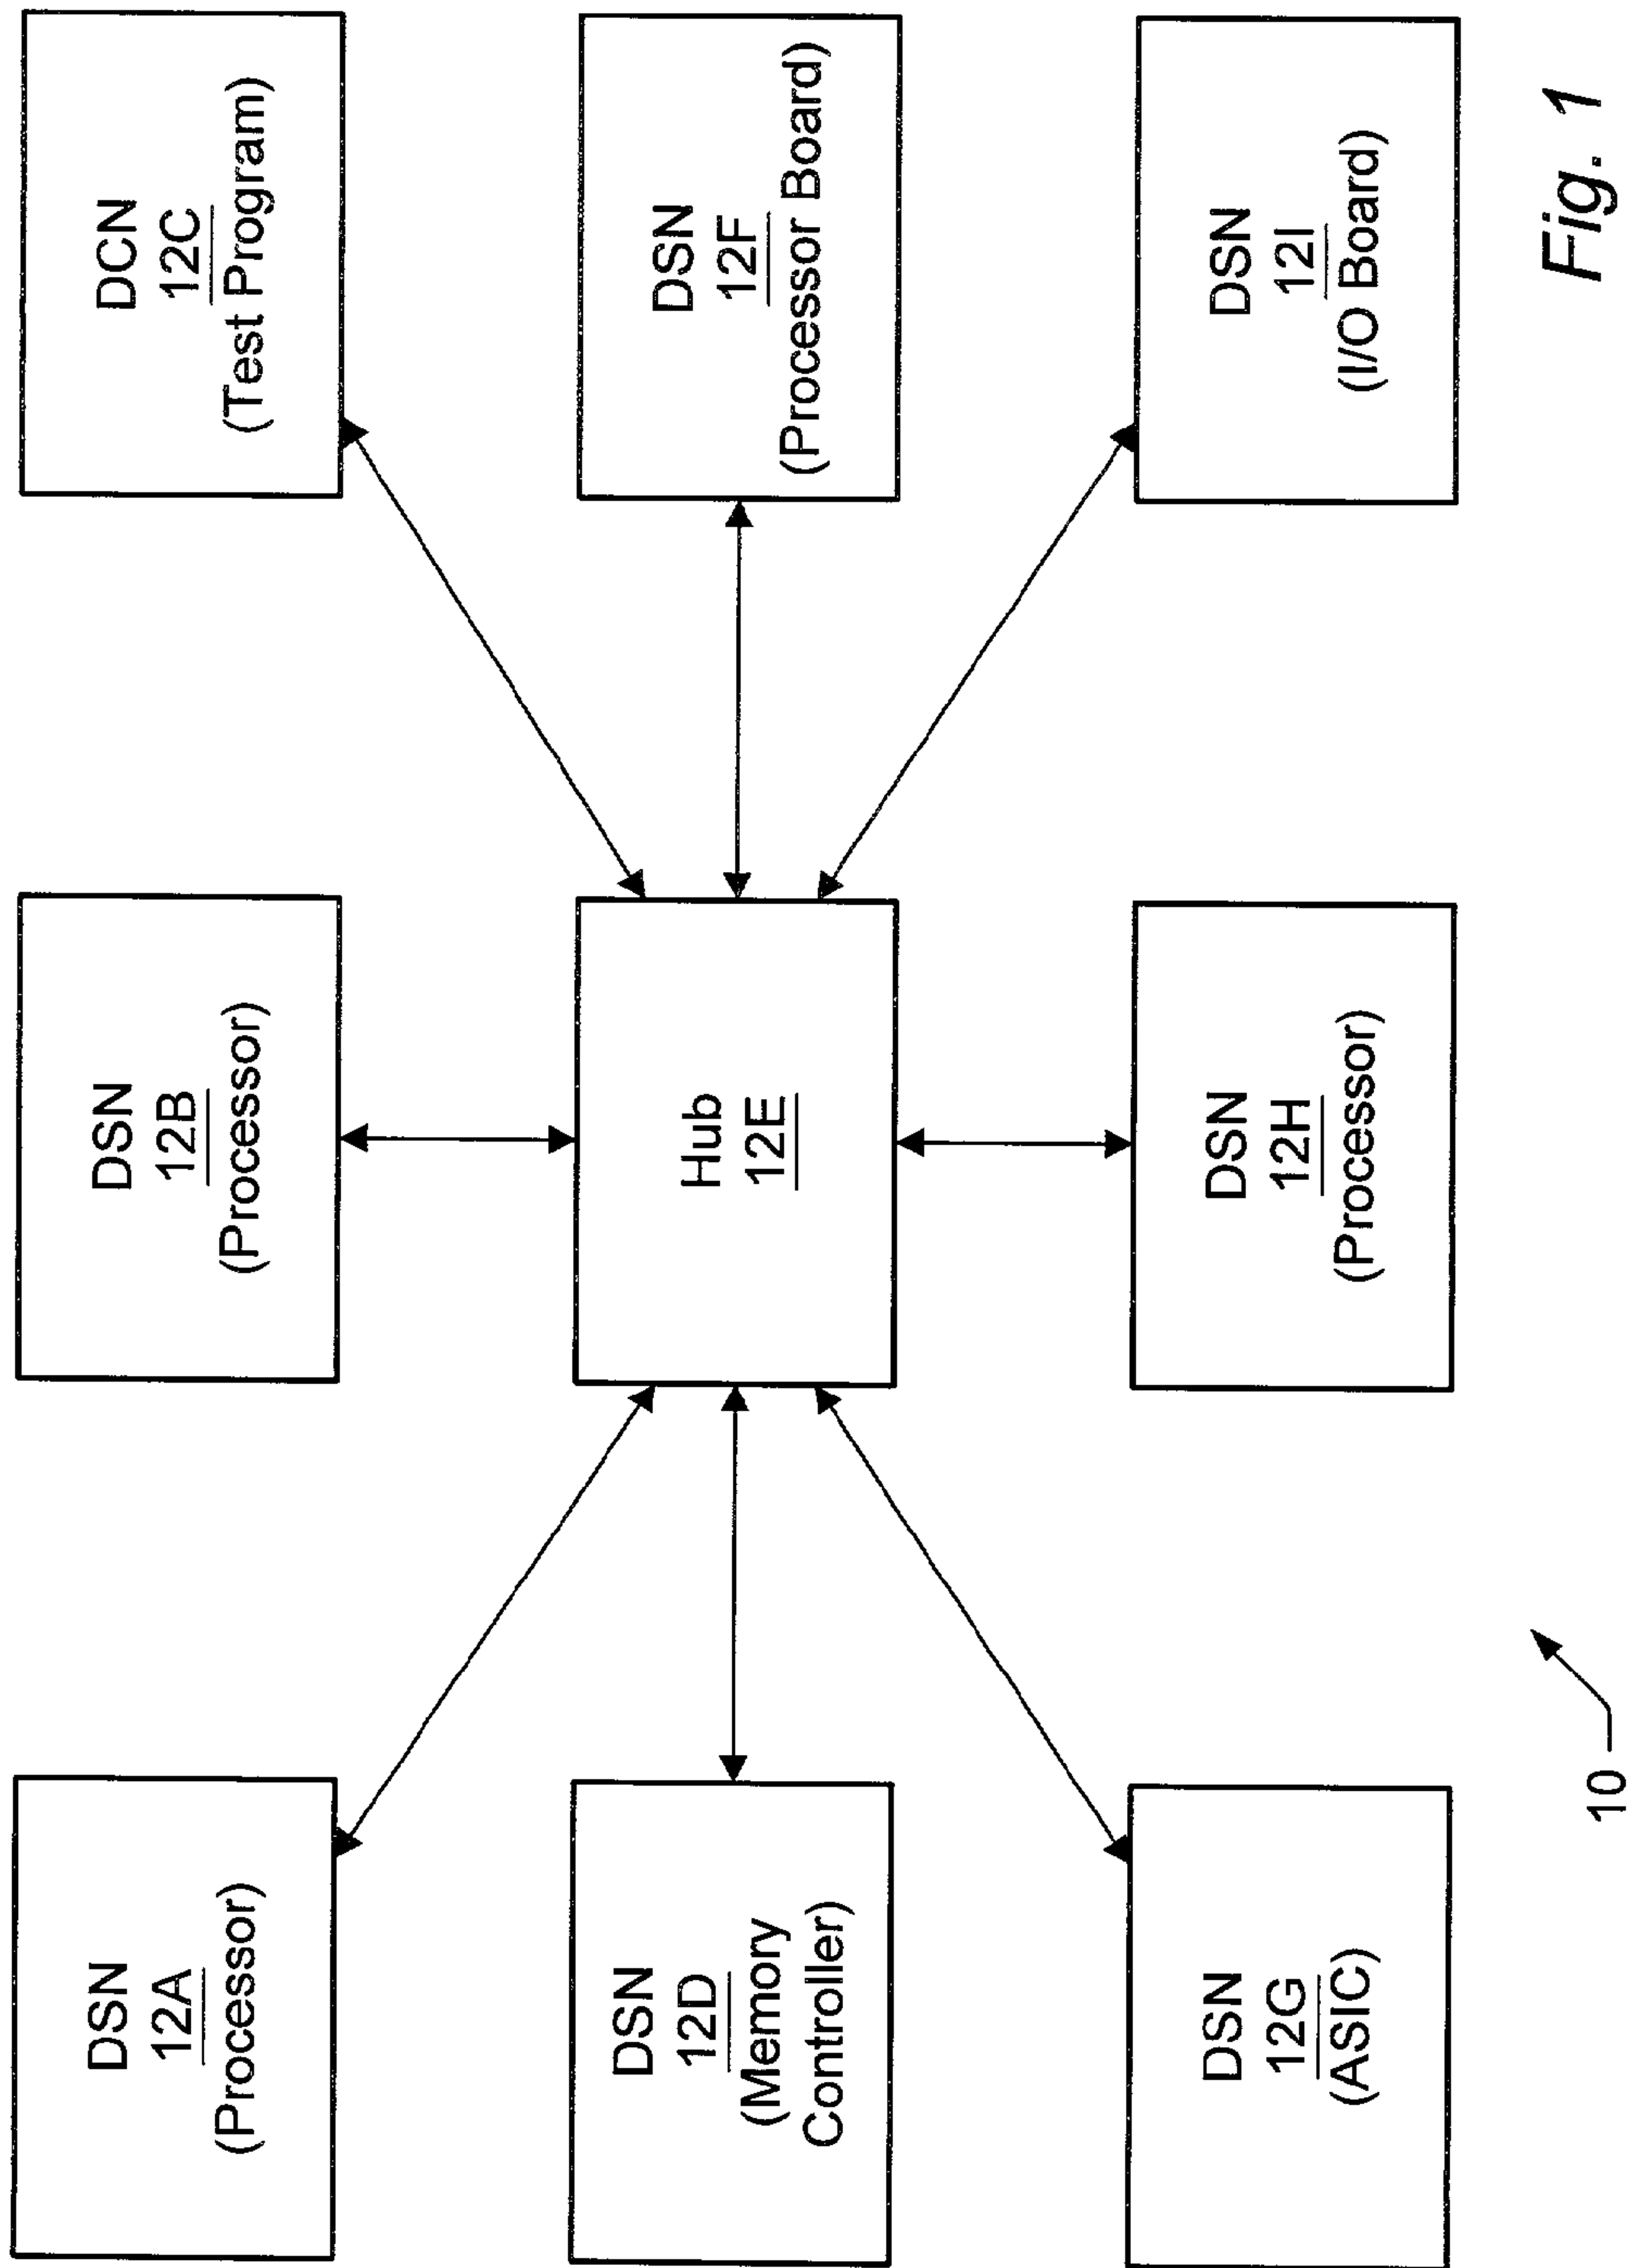 DSN
12A
(Processor)
DSN
12B
(Processor)
DCN
12C
(Test Program)
DSN
12D
(Memory
Controller)
Hub
12E
DSN
12F
(Processor Board)
DSN
12G
(ASIC)
DSN
12H
(Processor)
DSN
12I
(I/O Board)
10
Fig. 1